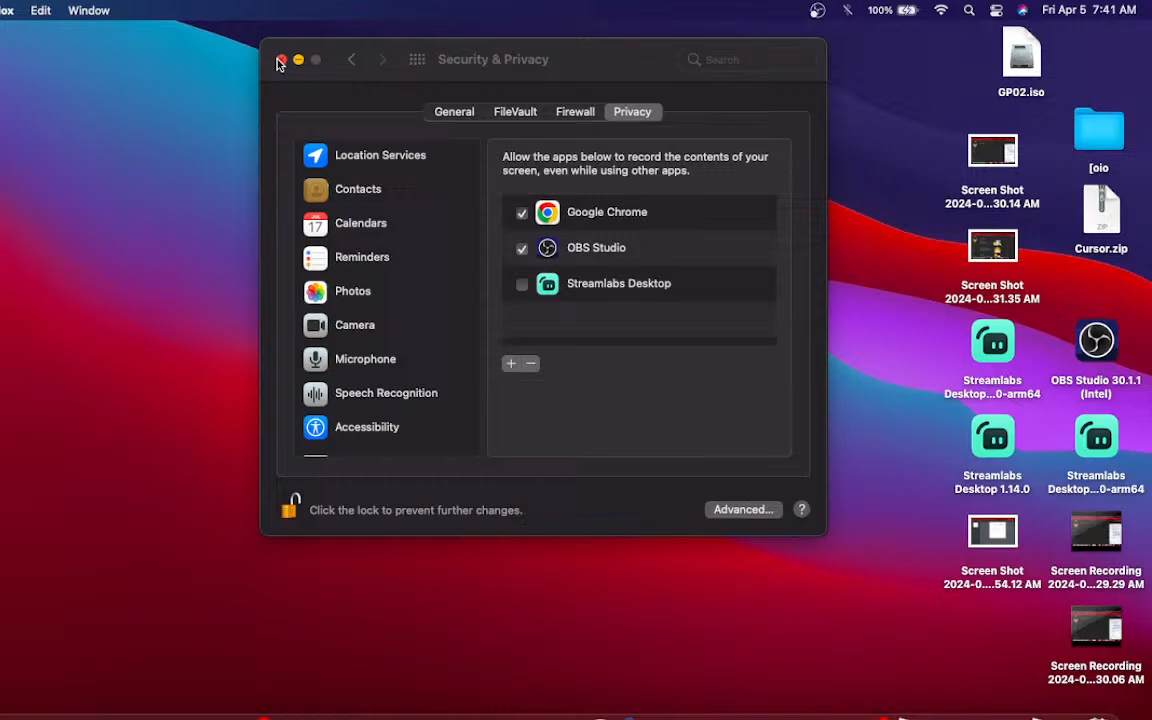 ox Edit Window
100% Fri Apr 5 7:41 AM
Security & Privacy
Search
General FileVault Firewall Privacy
Location Services
Contacts
JUL
17
Calendars
Reminders
Photos
Camera
Microphone
Speech Recognition
Accessibility
Allow the apps below to record the contents of your
screen, even while using other apps.
Google Chrome
OBS Studio
Streamlabs Desktop
+ −
Click the lock to prevent further changes.
Advanced... ?
GP02.iso
[oio
Screen Shot
2024-0...30.14 AM
ZIP
Cursor.zip
Screen Shot
2024-0...31.35 AM
Streamlabs
Desktop...0-arm64
OBS Studio 30.1.1
(Intel)
Streamlabs
Desktop 1.14.0
Streamlabs
Desktop...0-arm64
Screen Shot
2024-0....54.12 AM
Screen Recording
2024-0...29.29 AM
Screen Recording
2024-0...30.06 AM